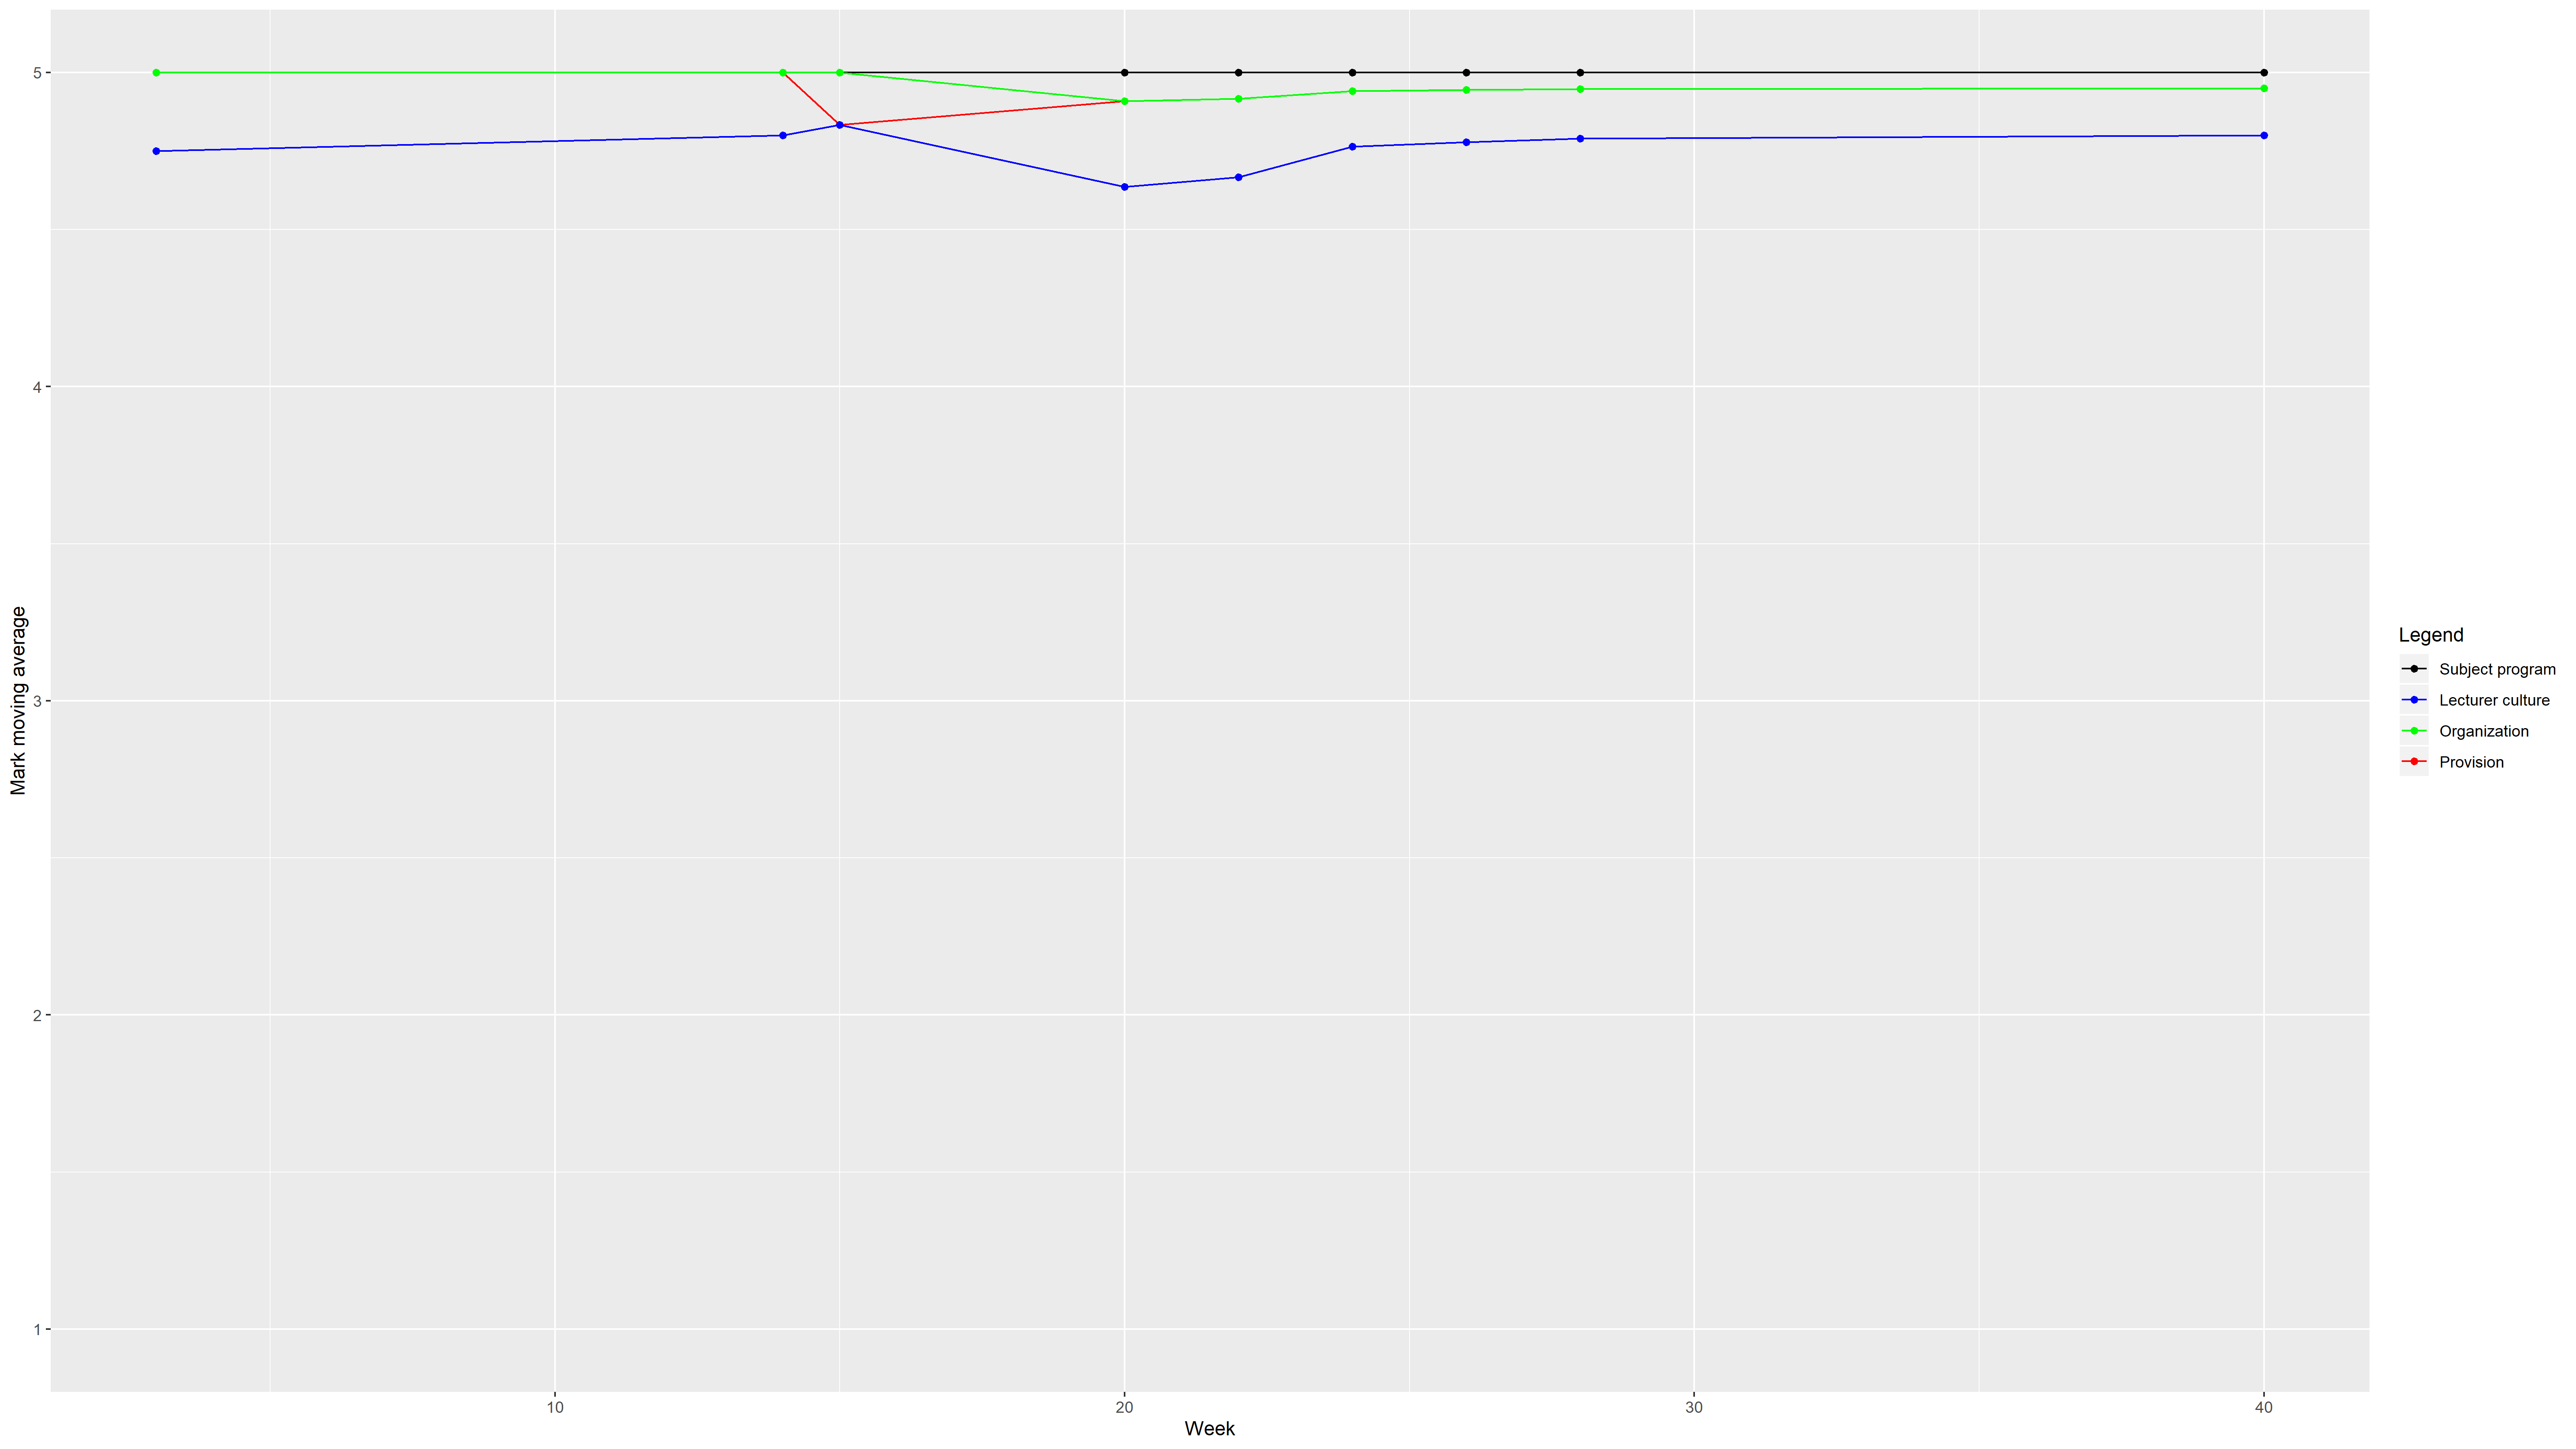 5
4
3
2
1
Mark moving average
10 20 30 40
Week
Legend
Subject program
Lecturer culture
Organization
Provision